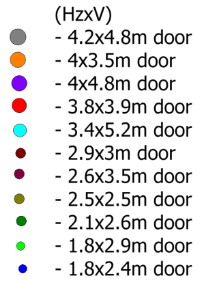 (HzxV)
- 4.2x4.8m door
- 4x3.5m door
- 4x4.8m door
- 3.8x3.9m door
- 3.4x5.2m door
- 2.9x3m door
- 2.6x3.5m door
- 2.5x2.5m door
- 2.1x2.6m door
- 1.8x2.9m door
- 1.8x2.4m door